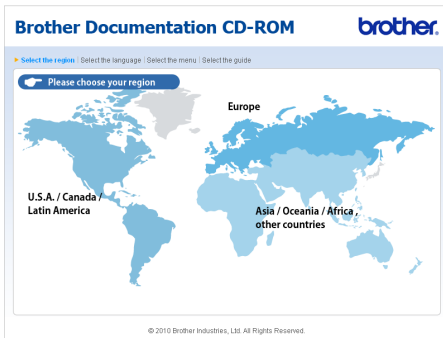 Brother Documentation CD-ROM
brother.
Select the region | Select the language | Select the menu | Select the guide
Please choose your region
Europe
U.S.A. / Canada /
Latin America
Asia / Oceania / Africa ,
other countries
© 2010 Brother Industries, Ltd. All Rights Reserved.